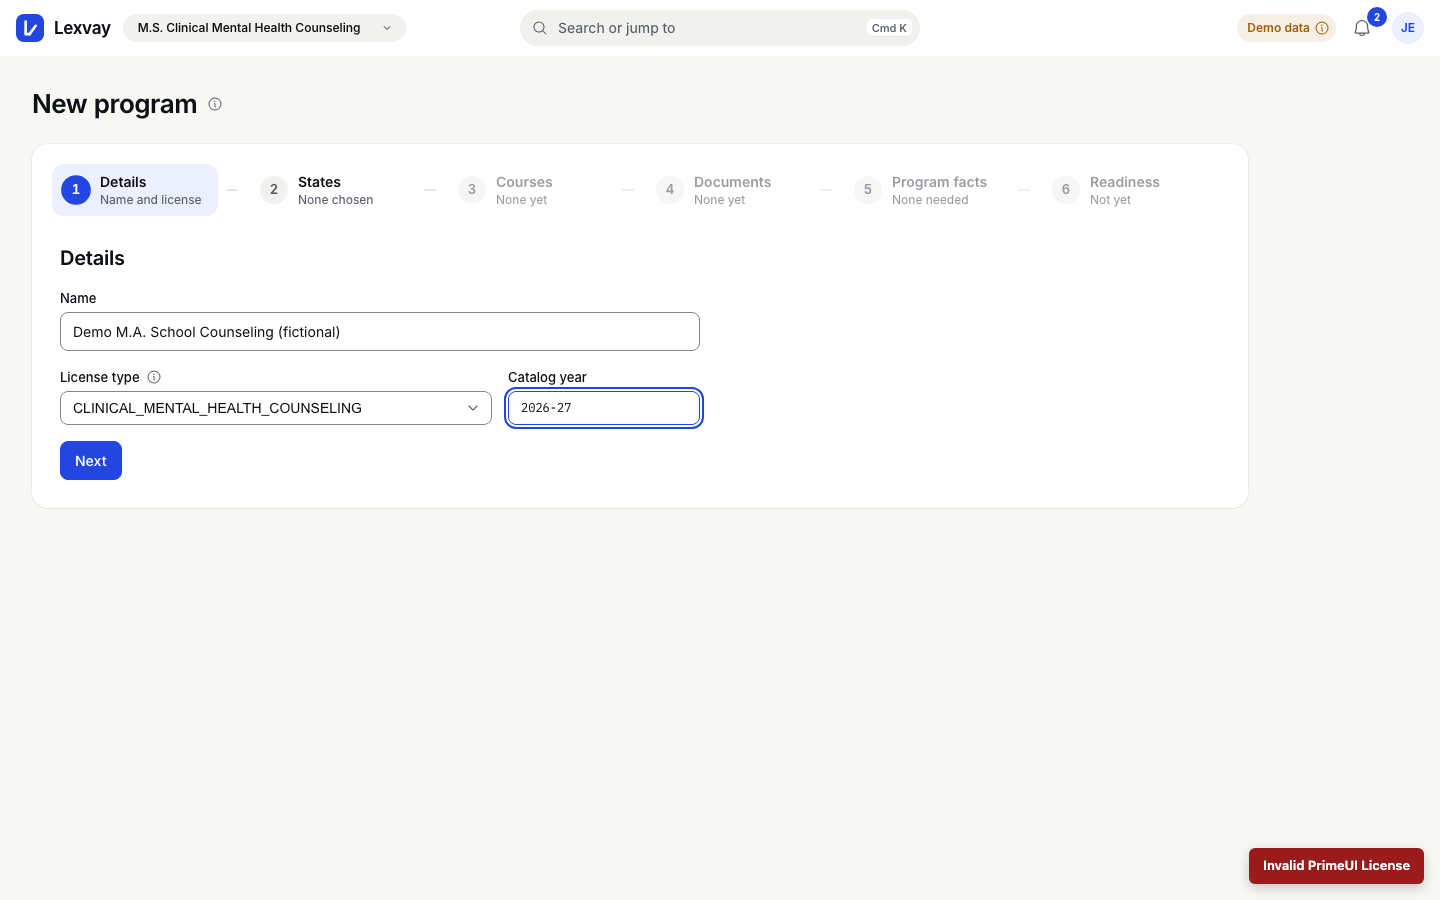 Lexvay
M.S. Clinical Mental Health Counseling
Search or jump to
Cmd K
Demo data
2
JE
New program
1
Details
Name and license
2
States
None chosen
3
Courses
None yet
4
Documents
None yet
5
Program facts
None needed
6
Readiness
Not yet
Details
Name
Demo M.A. School Counseling (fictional)
License type
Catalog year
CLINICAL_MENTAL_HEALTH_COUNSELING
2026-27
Next
Invalid PrimeUI License